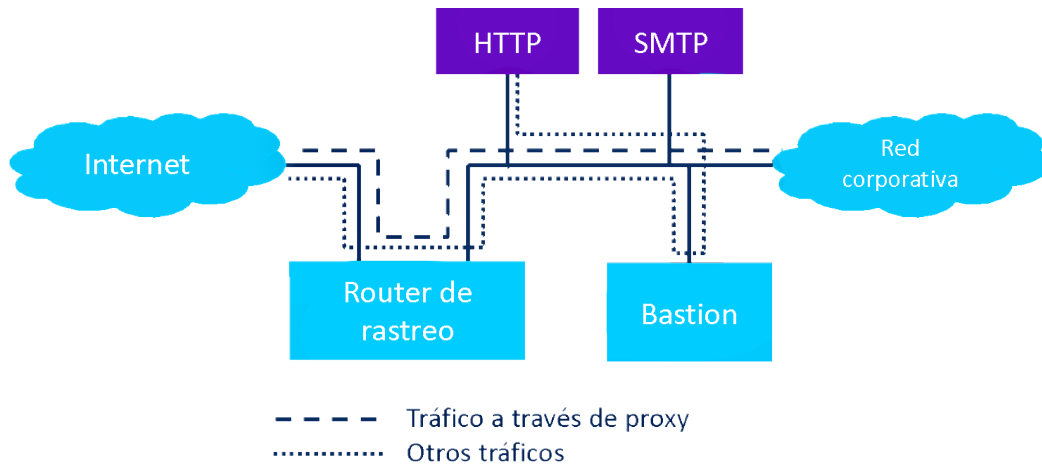 HTTP
SMTP
Internet
Red
corporativa
Router de
rastreo
Bastion
Tráfico a través de proxy
Otros tráficos